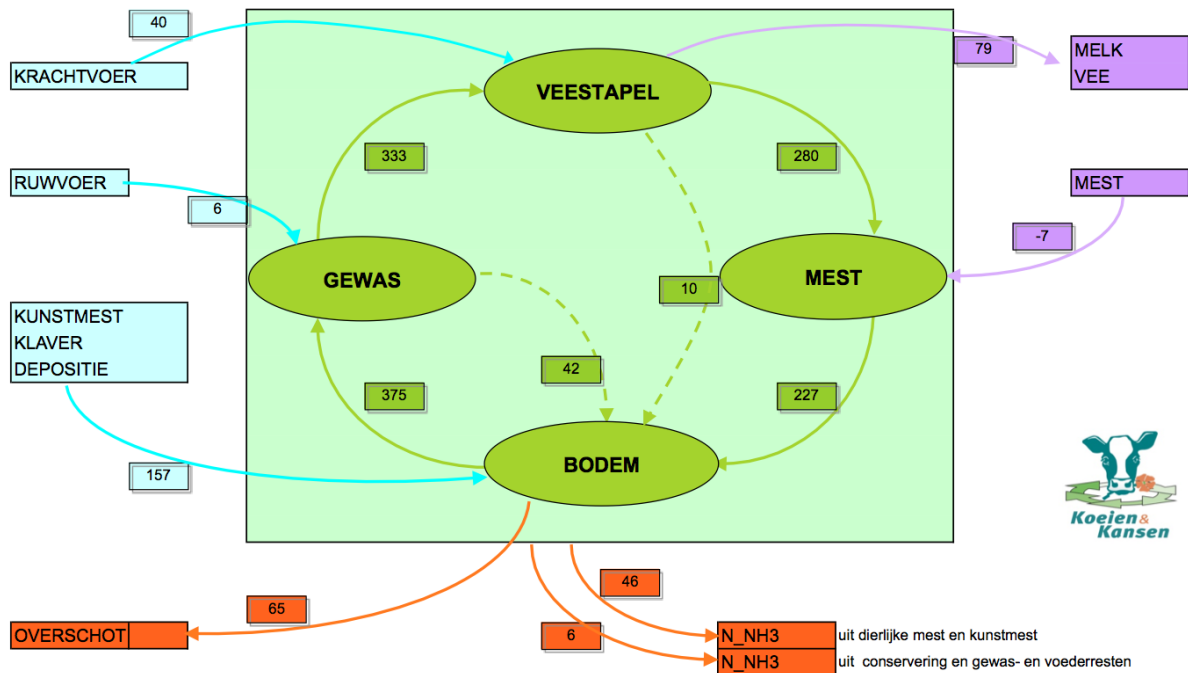 40
79
KRACHTVOER
VEESTAPEL
MELK
VEE
333
280
RUWVOER
6
MEST
-7
GEWAS
10
MEST
KUNSTMEST
KLAVER
DEPOSITIE
42
375
227
157
BODEM
Koeien &
Kansen
65
46
6
OVERSCHOT
N_NH3 uit dierlijke mest en kunstmest
N_NH3 uit conservering en gewas- en voederresten